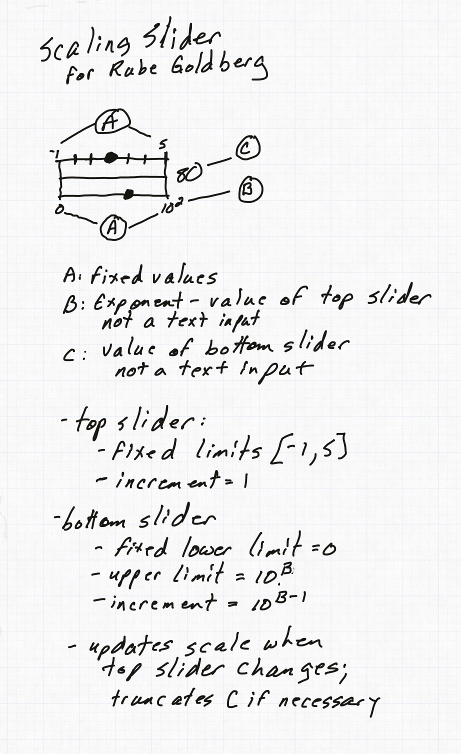 Scaling Slider
for Rube Goldberg
A
-1 5
C
80
B
0 10²
A
A: fixed values
B: Exponent - value of top slider
not a text input
C: value of bottom slider
not a text input
- top slider:
- fixed limits [-1, 5]
- increment = 1
- bottom slider
- fixed lower limit = 0
- upper limit = 10^B
- increment = 10^B-1
- updates scale when
top slider changes;
truncates C if necessary